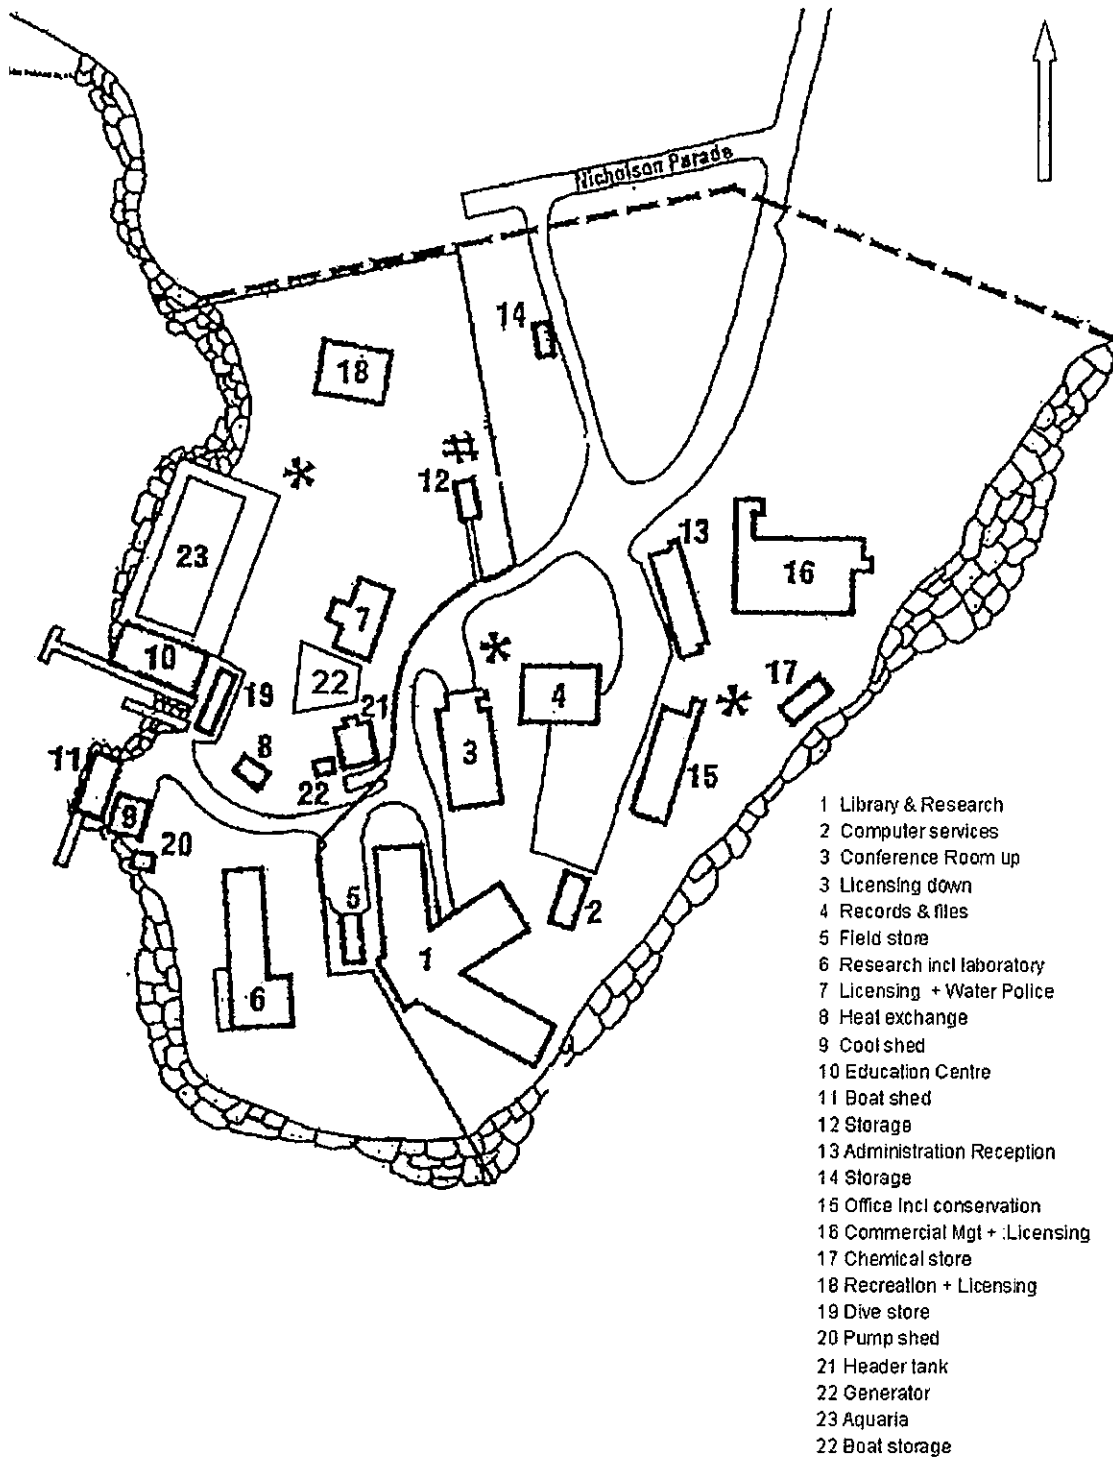 Nicholson Parade
14
18
12
13
23
16
7
10
22
4
17
19
21
3
8
11
22
15
9
20
5
2
1
6
1 Library & Research
2 Computer services
3 Conference Room up
3 Licensing down
4 Records & files
5 Field store
6 Research incl laboratory
7 Licensing + Water Police
8 Heat exchange
9 Cool shed
10 Education Centre
11 Boat shed
12 Storage
13 Administration Reception
14 Storage
15 Office Incl conservation
16 Commercial Mgt + :Licensing
17 Chemical store
18 Recreation + Licensing
19 Dive store
20 Pump shed
21 Header tank
22 Generator
23 Aquaria
22 Boat storage